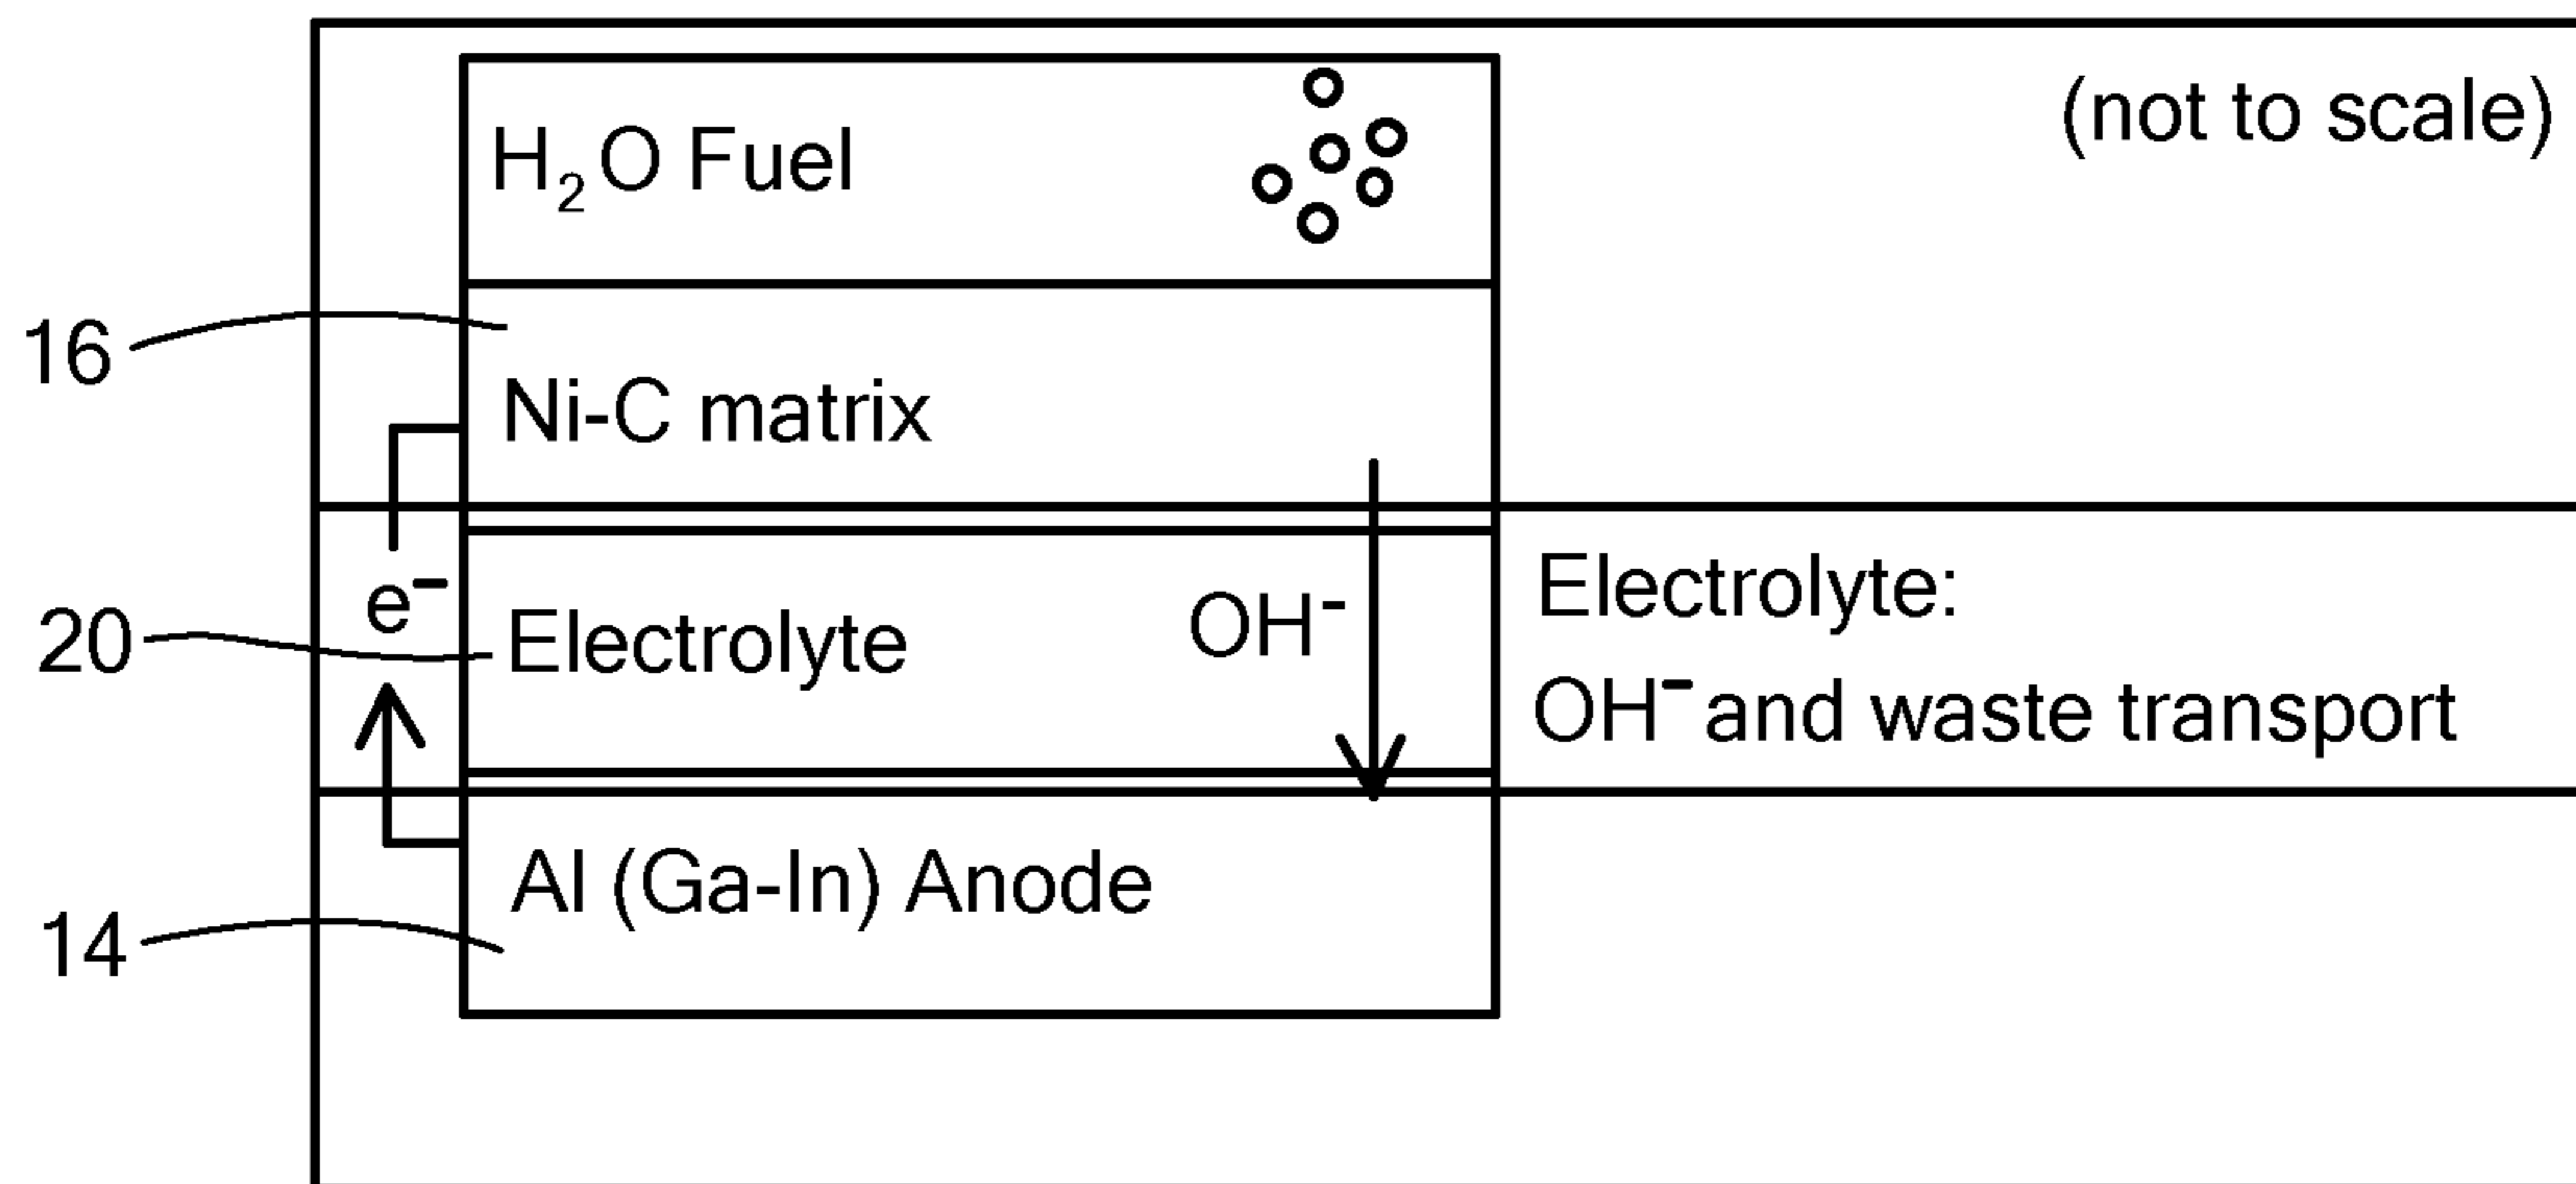 (not to scale)
H₂O Fuel
16
Ni-C matrix
e⁻
20
Electrolyte
OH⁻
Electrolyte:
OH⁻ and waste transport
Al (Ga-In) Anode
14